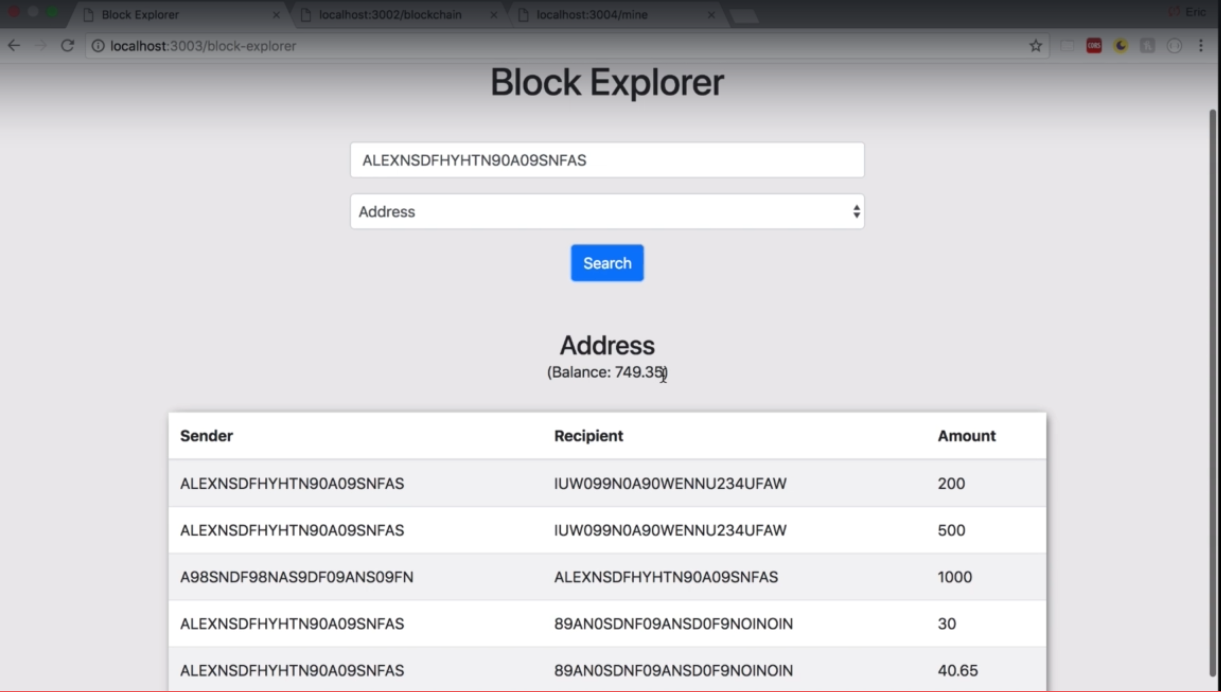 Block Explorer localhost:3002/blockchain localhost:3004/mine Eric
localhost:3003/block-explorer
Block Explorer
ALEXNSDFHYHTN90A09SNFAS
Address
Search
Address
(Balance: 749.35)
Sender Recipient Amount
ALEXNSDFHYHTN90A09SNFAS IUW099N0A90WENNU234UFAW 200
ALEXNSDFHYHTN90A09SNFAS IUW099N0A90WENNU234UFAW 500
A98SNDF98NAS9DF09ANS09FN ALEXNSDFHYHTN90A09SNFAS 1000
ALEXNSDFHYHTN90A09SNFAS 89AN0SDNF09ANSD0F9NOINOIN 30
ALEXNSDFHYHTN90A09SNFAS 89AN0SDNF09ANSD0F9NOINOIN 40.65